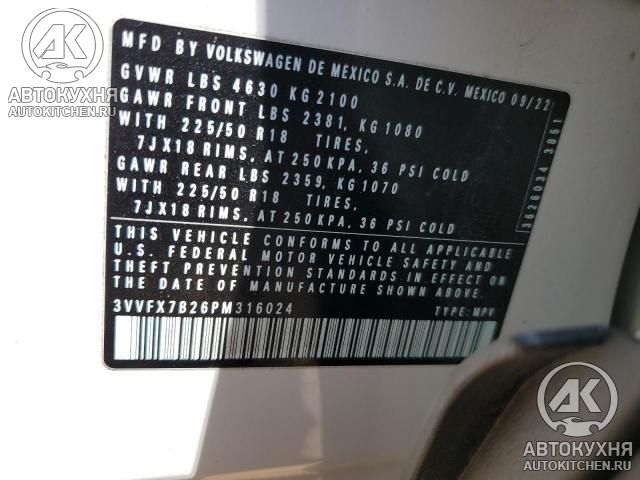 MFD BY VOLKSWAGEN DE MEXICO S.A. DE C.V. MEXICO 09/22
GVWR LBS 4630 KG 2100
GAWR FRONT LBS 2381, KG 1080
WITH 225/50 R18 TIRES,
7JX18 RIMS, AT 250 KPA, 36 PSI COLD
GAWR REAR LBS 2359, KG 1070
WITH 225/50 R18 TIRES,
7JX18 RIMS, AT 250 KPA, 36 PSI COLD
THIS VEHICLE CONFORMS TO ALL APPLICABLE
U.S. FEDERAL MOTOR VEHICLE SAFETY AND
THEFT PREVENTION STANDARDS IN EFFECT ON
THE DATE OF MANUFACTURE SHOWN ABOVE.
3VVFX7B26PM316024 TYPE: MPV
3626034 3851
АК
АВТОКУХНЯ
AUTOKITCHEN.RU
АК
АВТОКУХНЯ
AUTOKITCHEN.RU